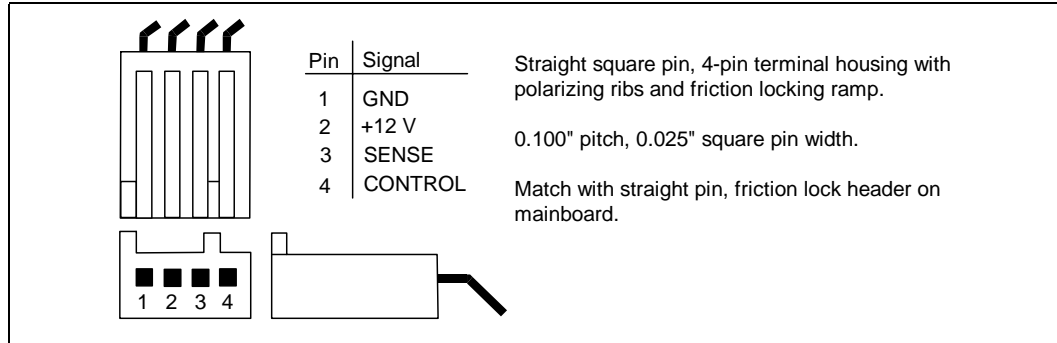 Pin Signal
1 GND
2 +12 V
3 SENSE
4 CONTROL
Straight square pin, 4-pin terminal housing with
polarizing ribs and friction locking ramp.
0.100" pitch, 0.025" square pin width.
Match with straight pin, friction lock header on
mainboard.
1 2 3 4